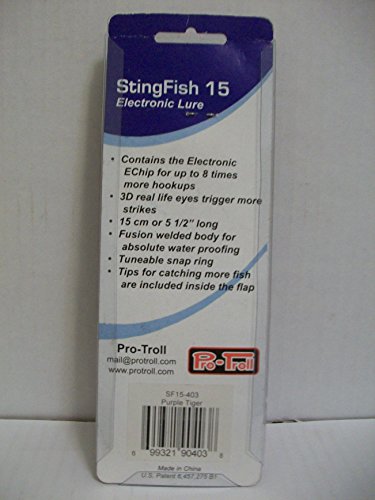 StingFish 15
Electronic Lure
• Contains the Electronic
EChip for up to 8 times
more hookups
• 3D real life eyes trigger more
strikes
• 15 cm or 5 1/2" long
• Fusion welded body for
absolute water proofing
• Tuneable snap ring
• Tips for catching more fish
are included inside the flap
Pro-Troll
mail@protroll.com
www.protroll.com
Pro-Troll
SF15-403
Purple Tiger
6 99321 90403 8
Made in China
U.S. Patent 6,457,275 B1